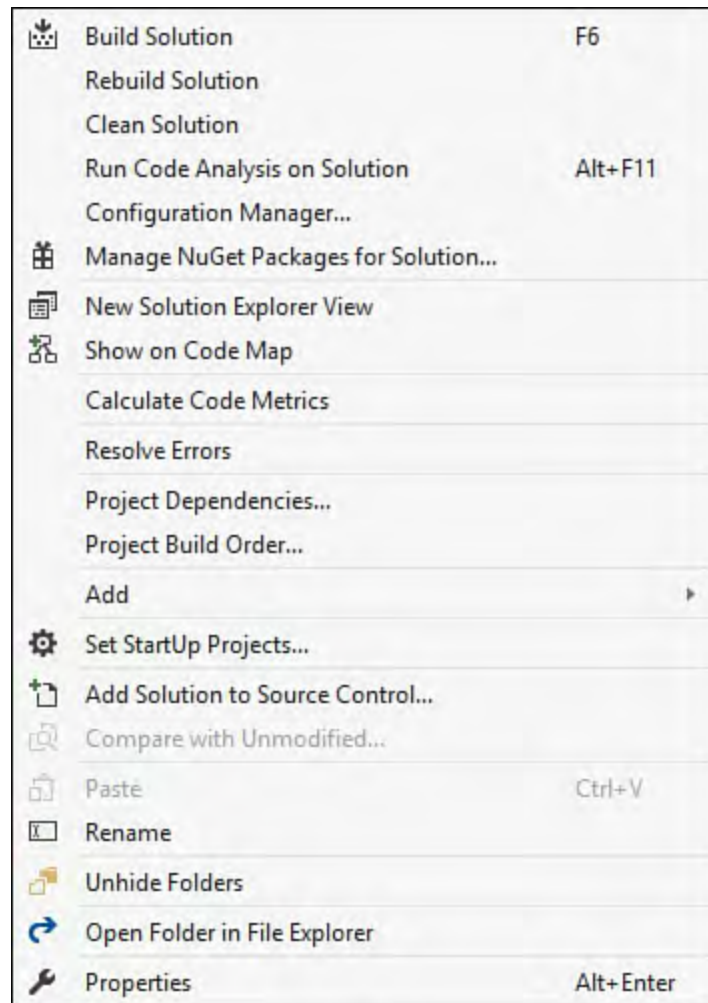 Build Solution F6
Rebuild Solution
Clean Solution
Run Code Analysis on Solution Alt+F11
Configuration Manager...
Manage NuGet Packages for Solution...
New Solution Explorer View
Show on Code Map
Calculate Code Metrics
Resolve Errors
Project Dependencies...
Project Build Order...
Add
Set StartUp Projects...
Add Solution to Source Control...
Compare with Unmodified...
Paste Ctrl+V
Rename
Unhide Folders
Open Folder in File Explorer
Properties Alt+Enter